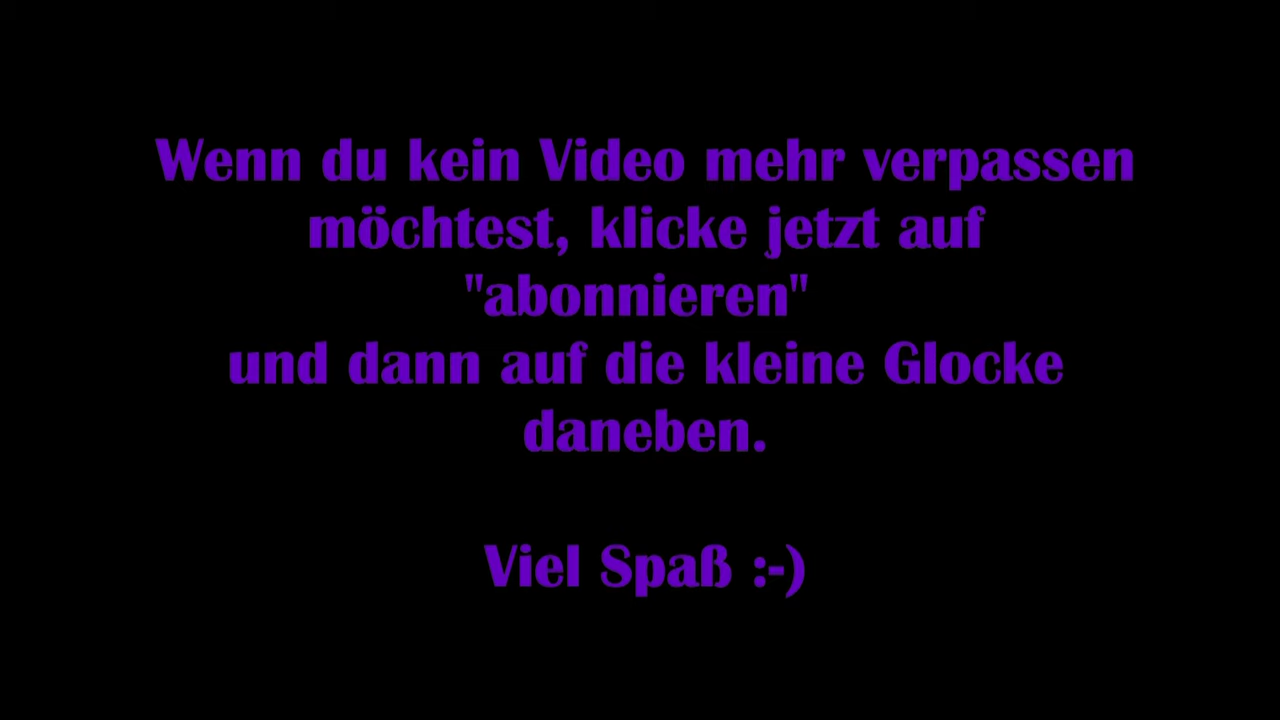 Wenn du kein Video mehr verpassen
möchtest, klicke jetzt auf
"abonnieren"
und dann auf die kleine Glocke
daneben.
Viel Spaß :-)